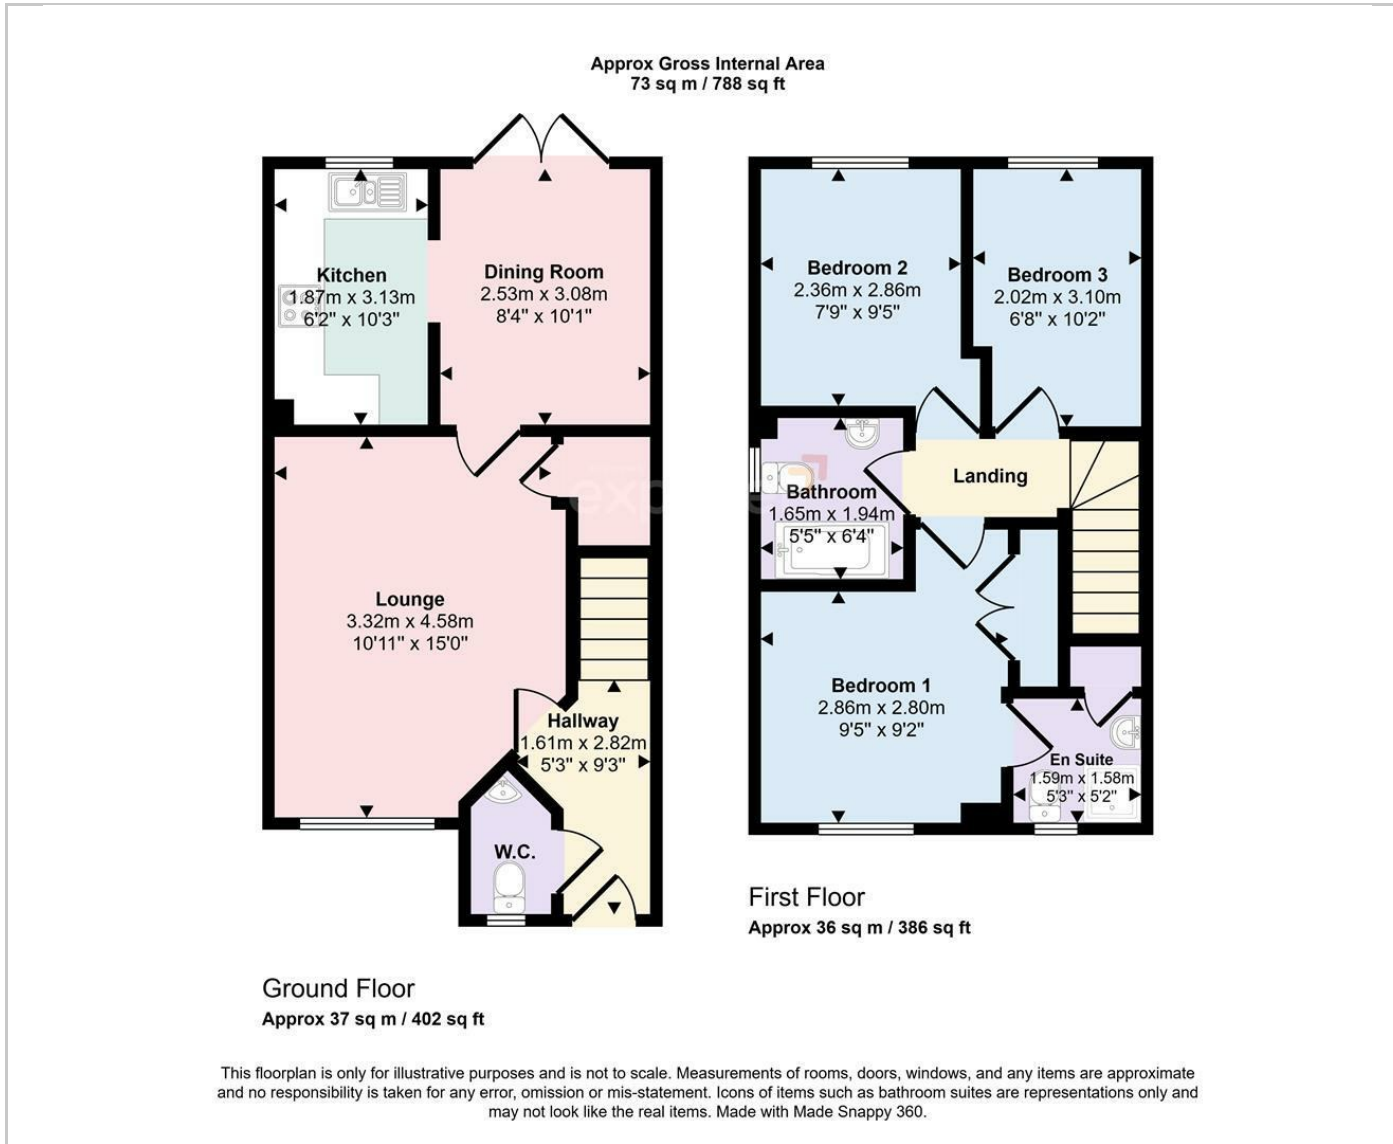 Approx Gross Internal Area
73 sq m / 788 sq ft
Kitchen
1.87m x 3.13m
6'2" x 10'3"
Dining Room
2.53m x 3.08m
8'4" x 10'1"
Lounge
3.32m x 4.58m
10'11" x 15'0"
Hallway
1.61m x 2.82m
5'3" x 9'3"
W.C.
Ground Floor
Approx 37 sq m / 402 sq ft
Bedroom 2
2.36m x 2.86m
7'9" x 9'5"
Bedroom 3
2.02m x 3.10m
6'8" x 10'2"
Landing
Bathroom
1.65m x 1.94m
5'5" x 6'4"
Bedroom 1
2.86m x 2.80m
9'5" x 9'2"
En Suite
1.59m x 1.58m
5'3" x 5'2"
First Floor
Approx 36 sq m / 386 sq ft
This floorplan is only for illustrative purposes and is not to scale. Measurements of rooms, doors, windows, and any items are approximate
and no responsibility is taken for any error, omission or mis-statement. Icons of items such as bathroom suites are representations only and
may not look like the real items. Made with Made Snappy 360.